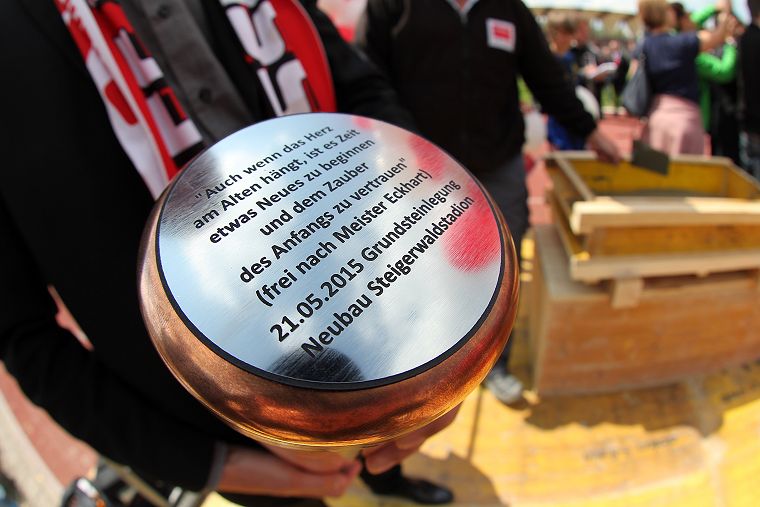 "Auch wenn das Herz
am Alten hängt, ist es Zeit
etwas Neues zu beginnen
und dem Zauber
des Anfangs zu vertrauen"
(frei nach Meister Eckhart)
21.05.2015 Grundsteinlegung
Neubau Steigerwaldstadion